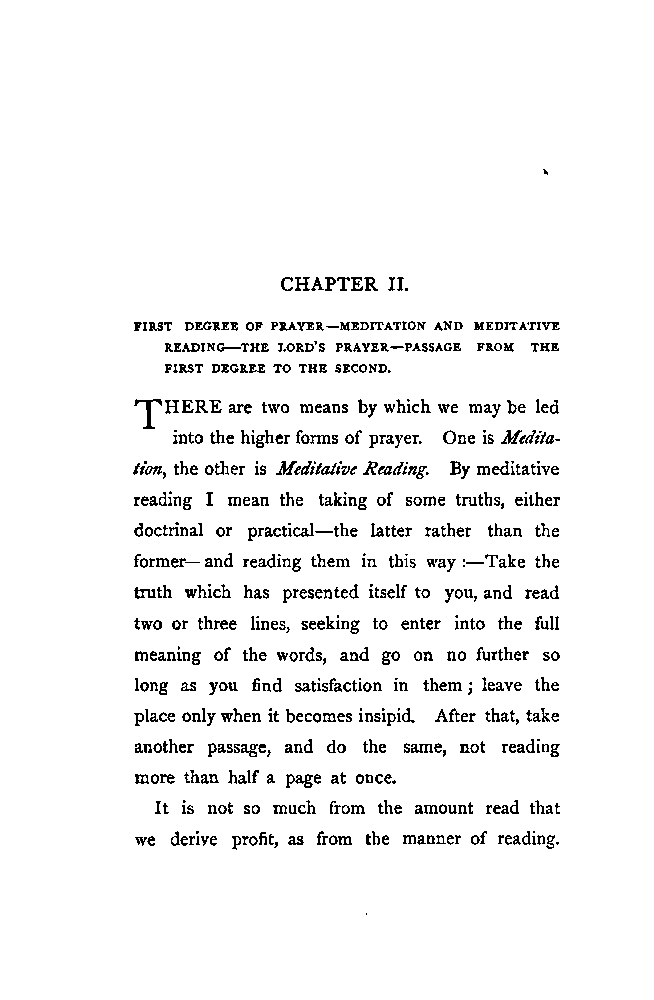 CHAPTER II.
FIRST DEGREE OF PRAYER—MEDITATION AND MEDITATIVE
READING—THE LORD'S PRAYER—PASSAGE FROM THE
FIRST DEGREE TO THE SECOND.
THERE are two means by which we may be led
into the higher forms of prayer. One is Medita-
tion, the other is Meditative Reading. By meditative
reading I mean the taking of some truths, either
doctrinal or practical—the latter rather than the
former—and reading them in this way :—Take the
truth which has presented itself to you, and read
two or three lines, seeking to enter into the full
meaning of the words, and go on no further so
long as you find satisfaction in them ; leave the
place only when it becomes insipid. After that, take
another passage, and do the same, not reading
more than half a page at once.
It is not so much from the amount read that
we derive profit, as from the manner of reading.